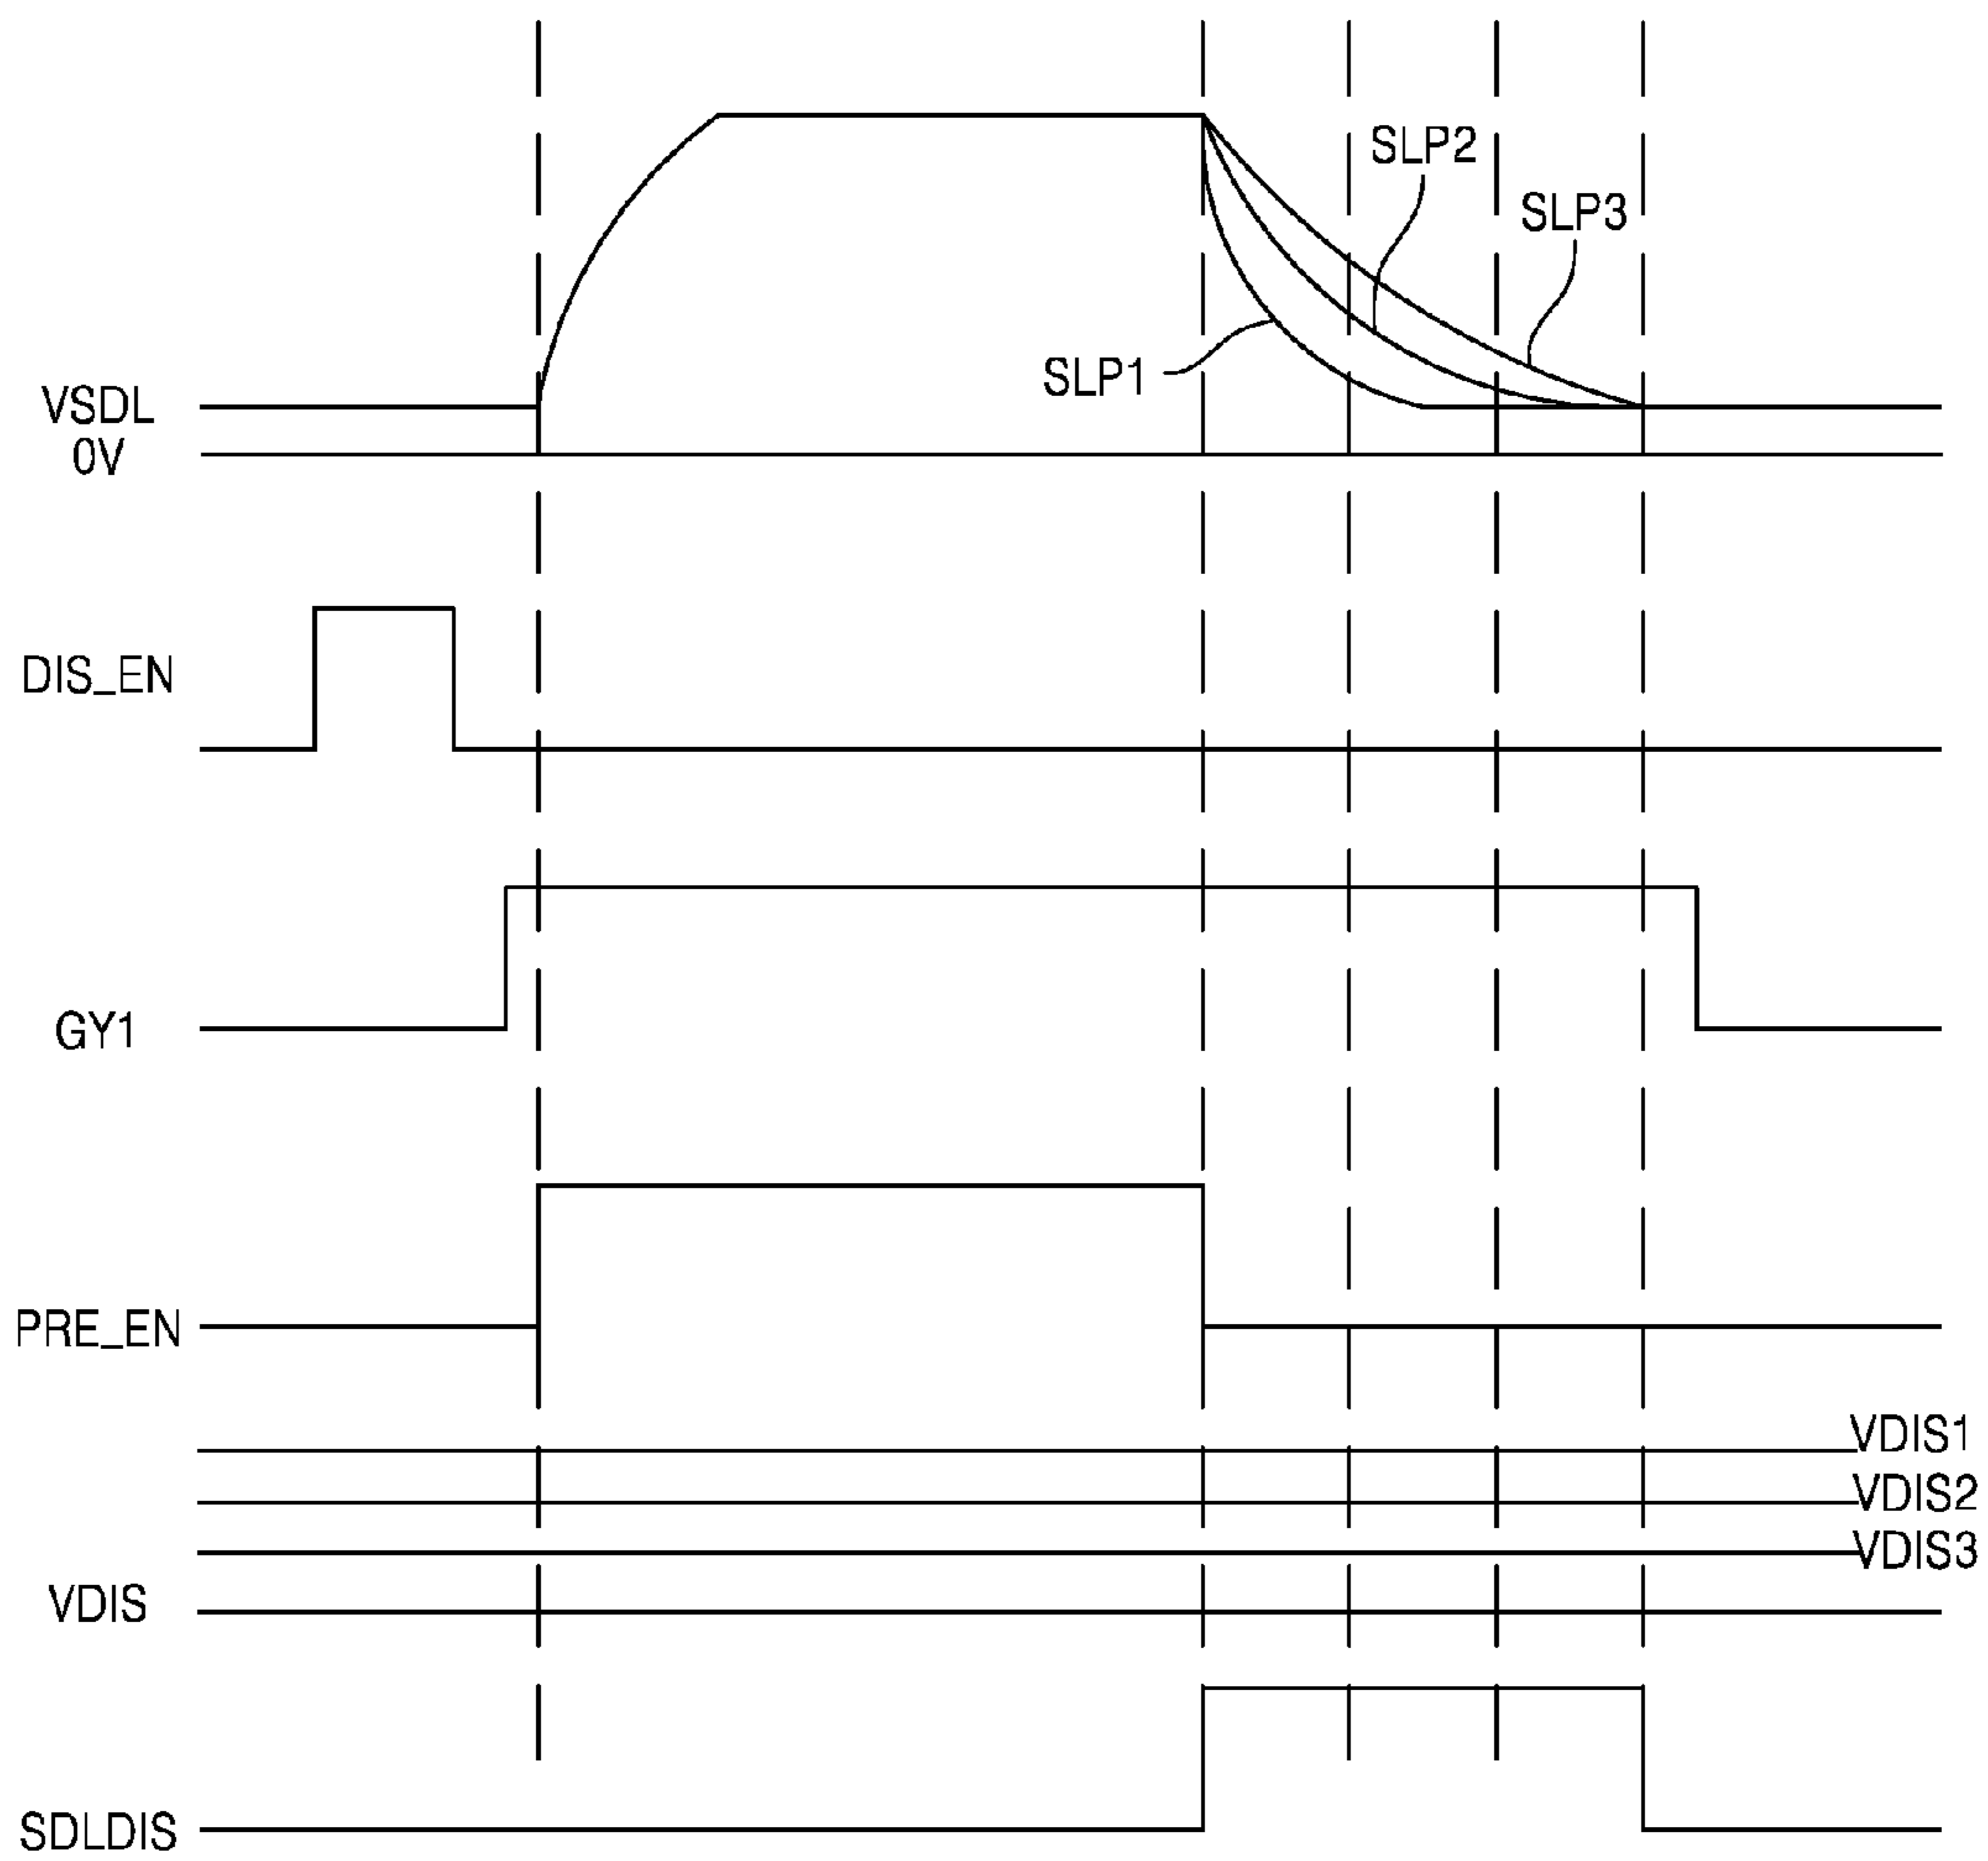 SLP2
SLP3
SLP1
VSDL
0V
DIS_EN
GY1
PRE_EN
VDIS1
VDIS2
VDIS3
VDIS
SDLDIS